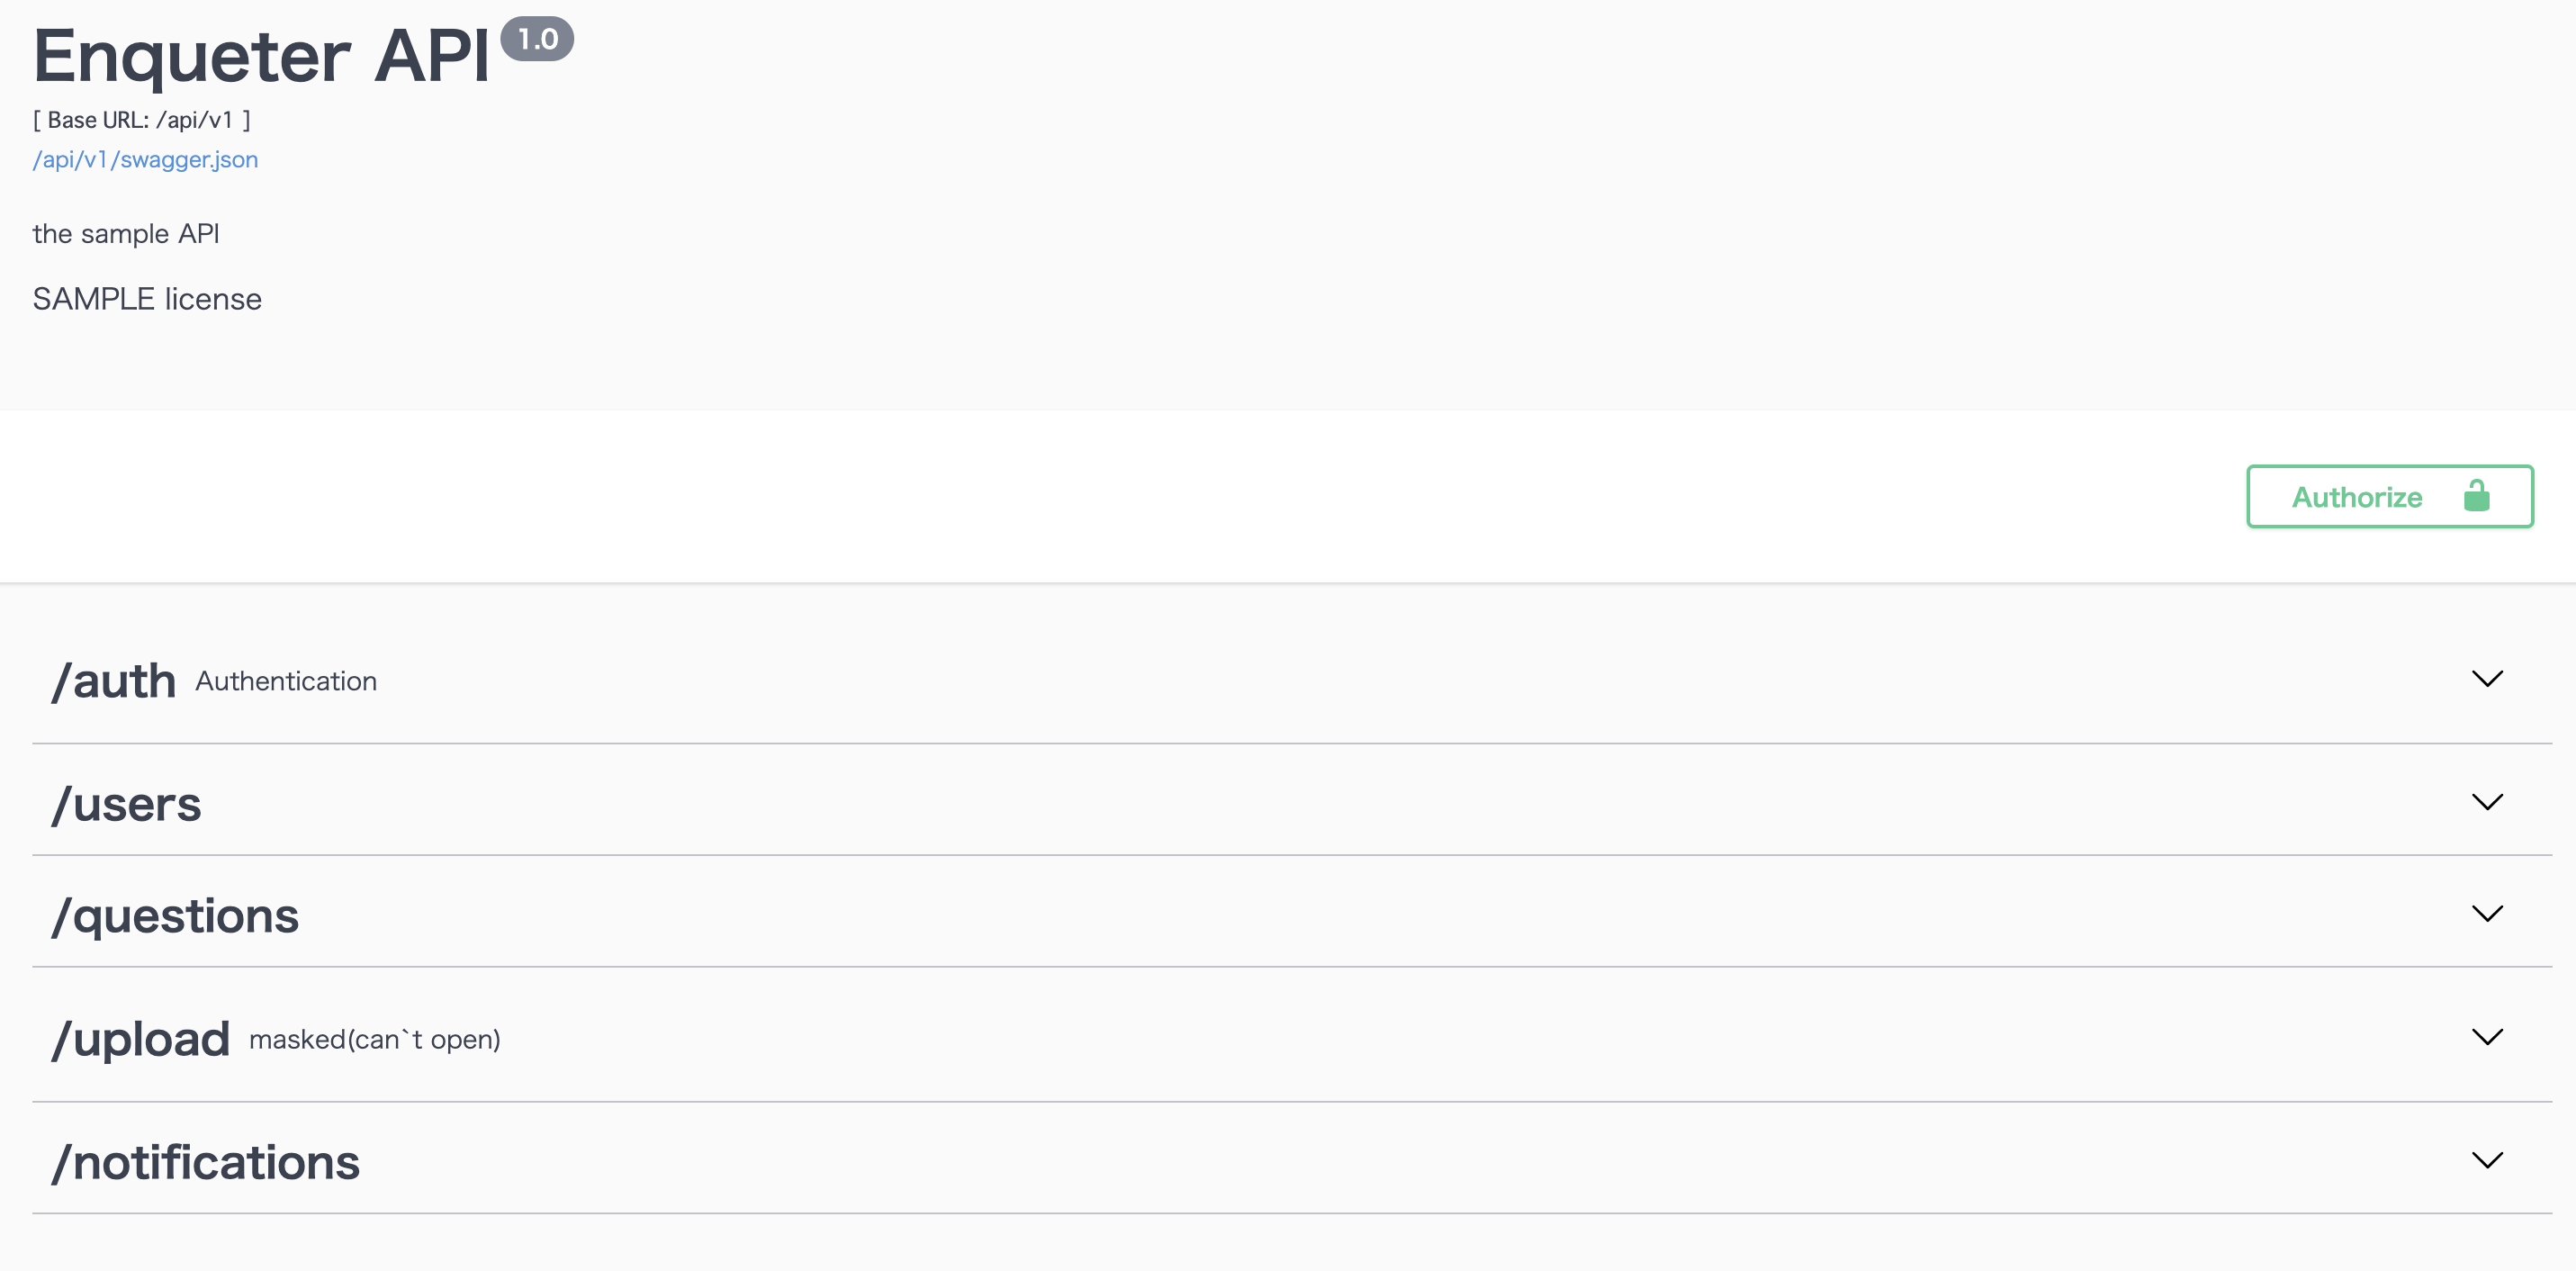 Enqueter API 1.0
[ Base URL: /api/v1 ]
/api/v1/swagger.json
the sample API
SAMPLE license
Authorize
/auth Authentication
/users
/questions
/upload masked(can`t open)
/notifications